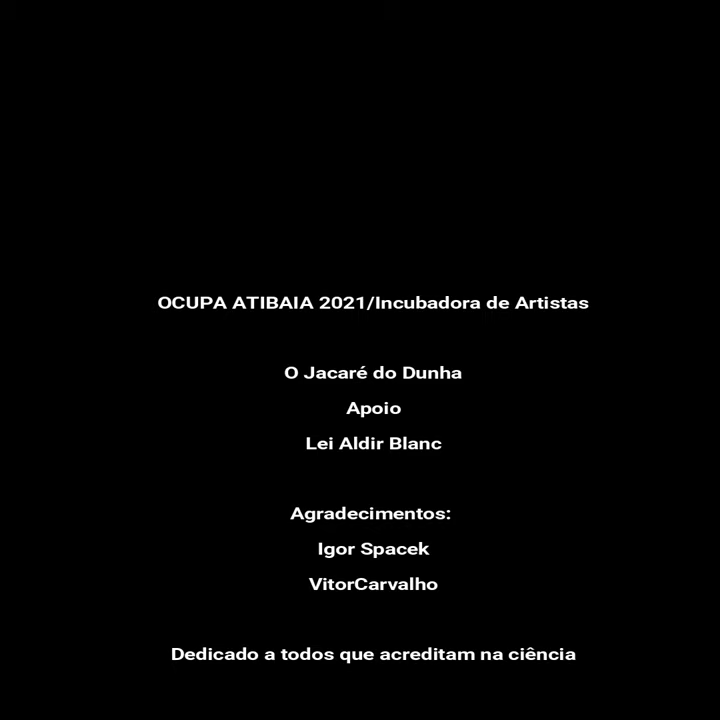 OCUPA ATIBAIA 2021/Incubadora de Artistas
O Jacaré do Dunha
Apoio
Lei Aldir Blanc
Agradecimentos:
Igor Spacek
VitorCarvalho
Dedicado a todos que acreditam na ciência